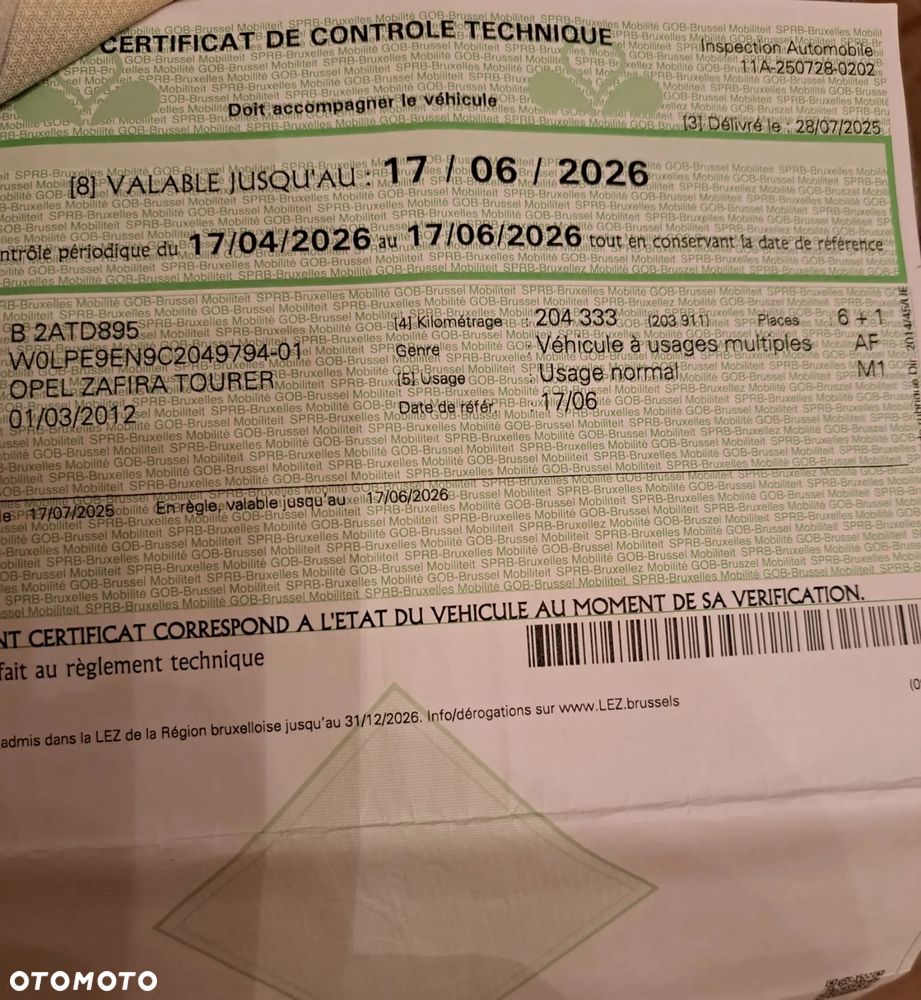 CERTIFICAT DE CONTROLE TECHNIQUE
Inspection Automobile
11A-250728-0202
Doit accompagner le véhicule
[3] Délivré le : 28/07/2025
[8] VALABLE JUSQU'AU : 17 / 06 / 2026
ntrôle périodique du 17/04/2026 au 17/06/2026 tout en conservant la date de référence
B 2ATD895 [4] Kilométrage : 204 333 (203 911) Places : 6 + 1
W0LPE9EN9C2049794-01 Genre : Véhicule à usages multiples AF
OPEL ZAFIRA TOURER [5] Usage : Usage normal M1
01/03/2012 Date de référ. : 17/06
le 17/07/2025 En règle, valable jusqu'au 17/06/2026
NT CERTIFICAT CORRESPOND A L'ETAT DU VEHICULE AU MOMENT DE SA VERIFICATION.
fait au règlement technique
admis dans la LEZ de la Région bruxelloise jusqu'au 31/12/2026. Info/dérogations sur www.LEZ.brussels
OTOMOTO